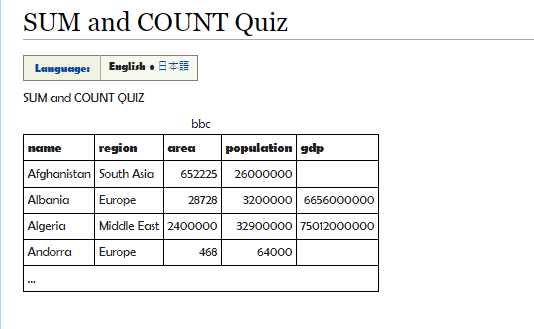 SUM and COUNT Quiz
Language: English • 日本語
SUM and COUNT QUIZ
bbc
name region area population gdp
Afghanistan South Asia 652225 26000000
Albania Europe 28728 3200000 6656000000
Algeria Middle East 2400000 32900000 75012000000
Andorra Europe 468 64000
...